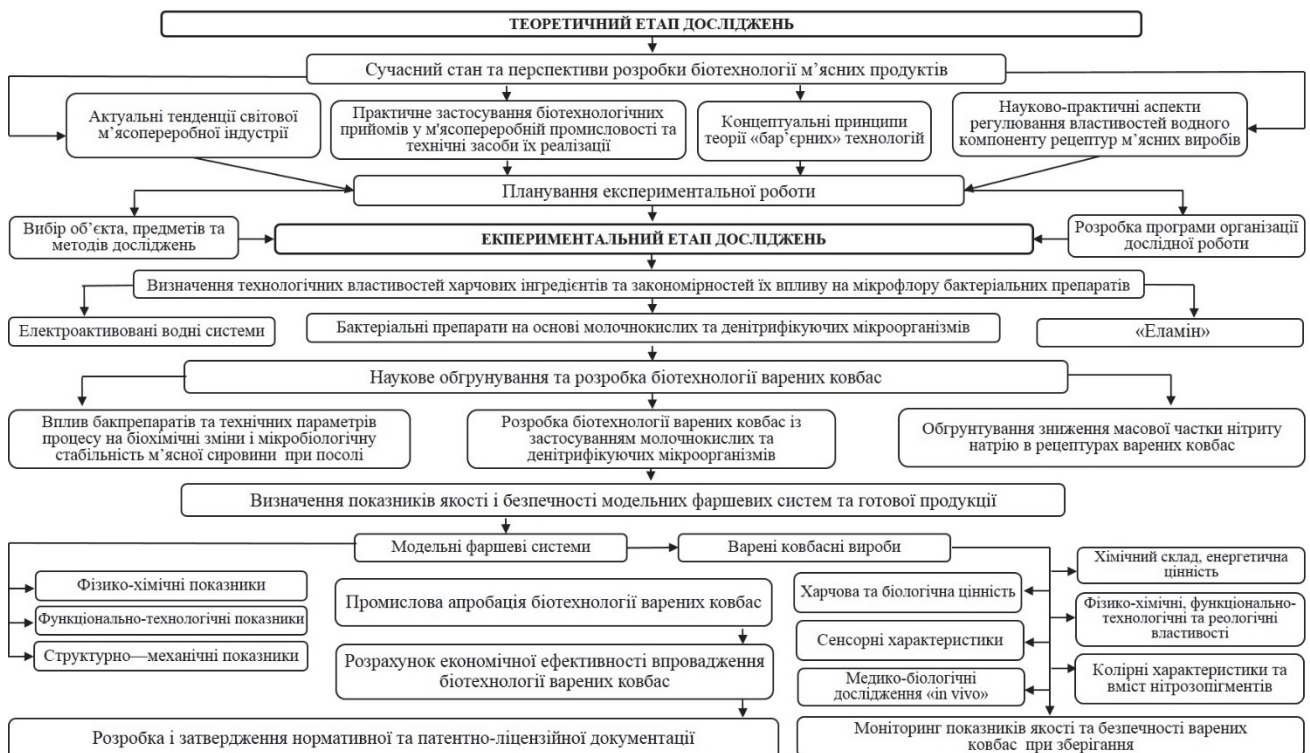 ТЕОРЕТИЧНИЙ ЕТАП ДОСЛІДЖЕНЬ
Сучасний стан та перспективи розробки біотехнології м’ясних продуктів
Актуальні тенденції світової
м’ясопереробної індустрії
Практичне застосування біотехнологічних
прийомів у м'ясопереробній промисловості та
технічні засоби їх реалізації
Концептуальні принципи
теорії «бар’єрних» технологій
Науково-практичні аспекти
регулювання властивостей водного
компоненту рецептур м’ясних виробів
Планування експериментальної роботи
Вибір об’єкта, предметів та
методів досліджень
ЕКПЕРИМЕНТАЛЬНИЙ ЕТАП ДОСЛІДЖЕНЬ
Розробка програми організації
дослідної роботи
Визначення технологічних властивостей харчових інгредієнтів та закономірностей їх впливу на мікрофлору бактеріальних препаратів
Електроактивовані водні системи
Бактеріальні препарати на основі молочнокислих та денітрифікуючих мікроорганізмів
«Еламін»
Наукове обгрунування та розробка біотехнології варених ковбас
Вплив бакпрепаратів та технічних параметрів
процесу на біохімічні зміни і мікробіологічну
стабільність м’ясної сировини при посолі
Розробка біотехнології варених ковбас із
застосуванням молочнокислих та
денітрифікуючих мікроорганізмів
Обгрунтування зниження масової частки нітриту
натрію в рецептурах варених ковбас
Визначення показників якості і безпечності модельних фаршевих систем та готової продукції
Модельні фаршеві системи
Варені ковбасні вироби
Фізико-хімічні показники
Функціонально-технологічні показники
Структурно—механічні показники
Промислова апробація біотехнології варених ковбас
Розрахунок економічної ефективності впровадження
біотехнології варених ковбас
Розробка і затвердження нормативної та патентно-ліцензійної документації
Харчова та біологічна цінність
Сенсорні характеристики
Медико-біологічні
дослідження «in vivo»
Хімічний склад, енергетична
цінність
Фізико-хімічні, функціонально-
технологічні та реологічні
властивості
Колірні характеристики та
вміст нітрозопігментів
Моніторинг показників якості та безпечності варених
ковбас при зберігання